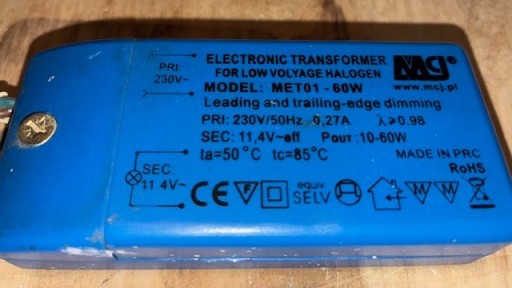 PRI:
230V~
ELECTRONIC TRANSFORMER
FOR LOW VOLYAGE HALOGEN
MCJ
www.mcj.pl
MODEL: MET01 - 60W
Leading and trailing-edge dimming
PRI: 230V/50Hz 0,27A λ>0.98
SEC: 11,4V~eff POUT: 10-60W
ta=50°C tc=85°C
MADE IN PRC
RoHS
SEC:
11.4V~
CE F equiv SELV M M